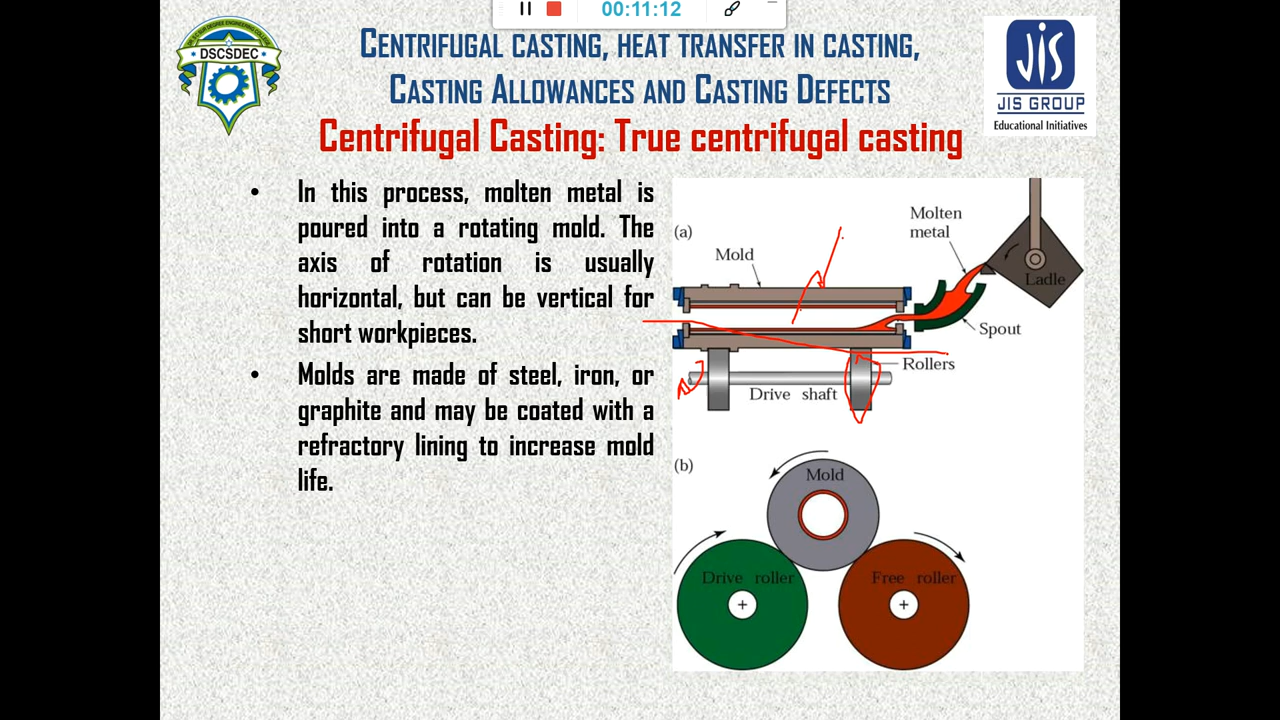 00:11:12
DSCSDEC
CENTRIFUGAL CASTING, HEAT TRANSFER IN CASTING,
CASTING ALLOWANCES AND CASTING DEFECTS
Centrifugal Casting: True centrifugal casting
JIS
JIS GROUP
Educational Initiatives
• In this process, molten metal is
poured into a rotating mold. The
axis of rotation is usually
horizontal, but can be vertical for
short workpieces.
• Molds are made of steel, iron, or
graphite and may be coated with a
refractory lining to increase mold
life.
(a)
Mold
Molten
metal
Ladle
Spout
Rollers
Drive shaft
(b)
Mold
Drive roller
Free roller